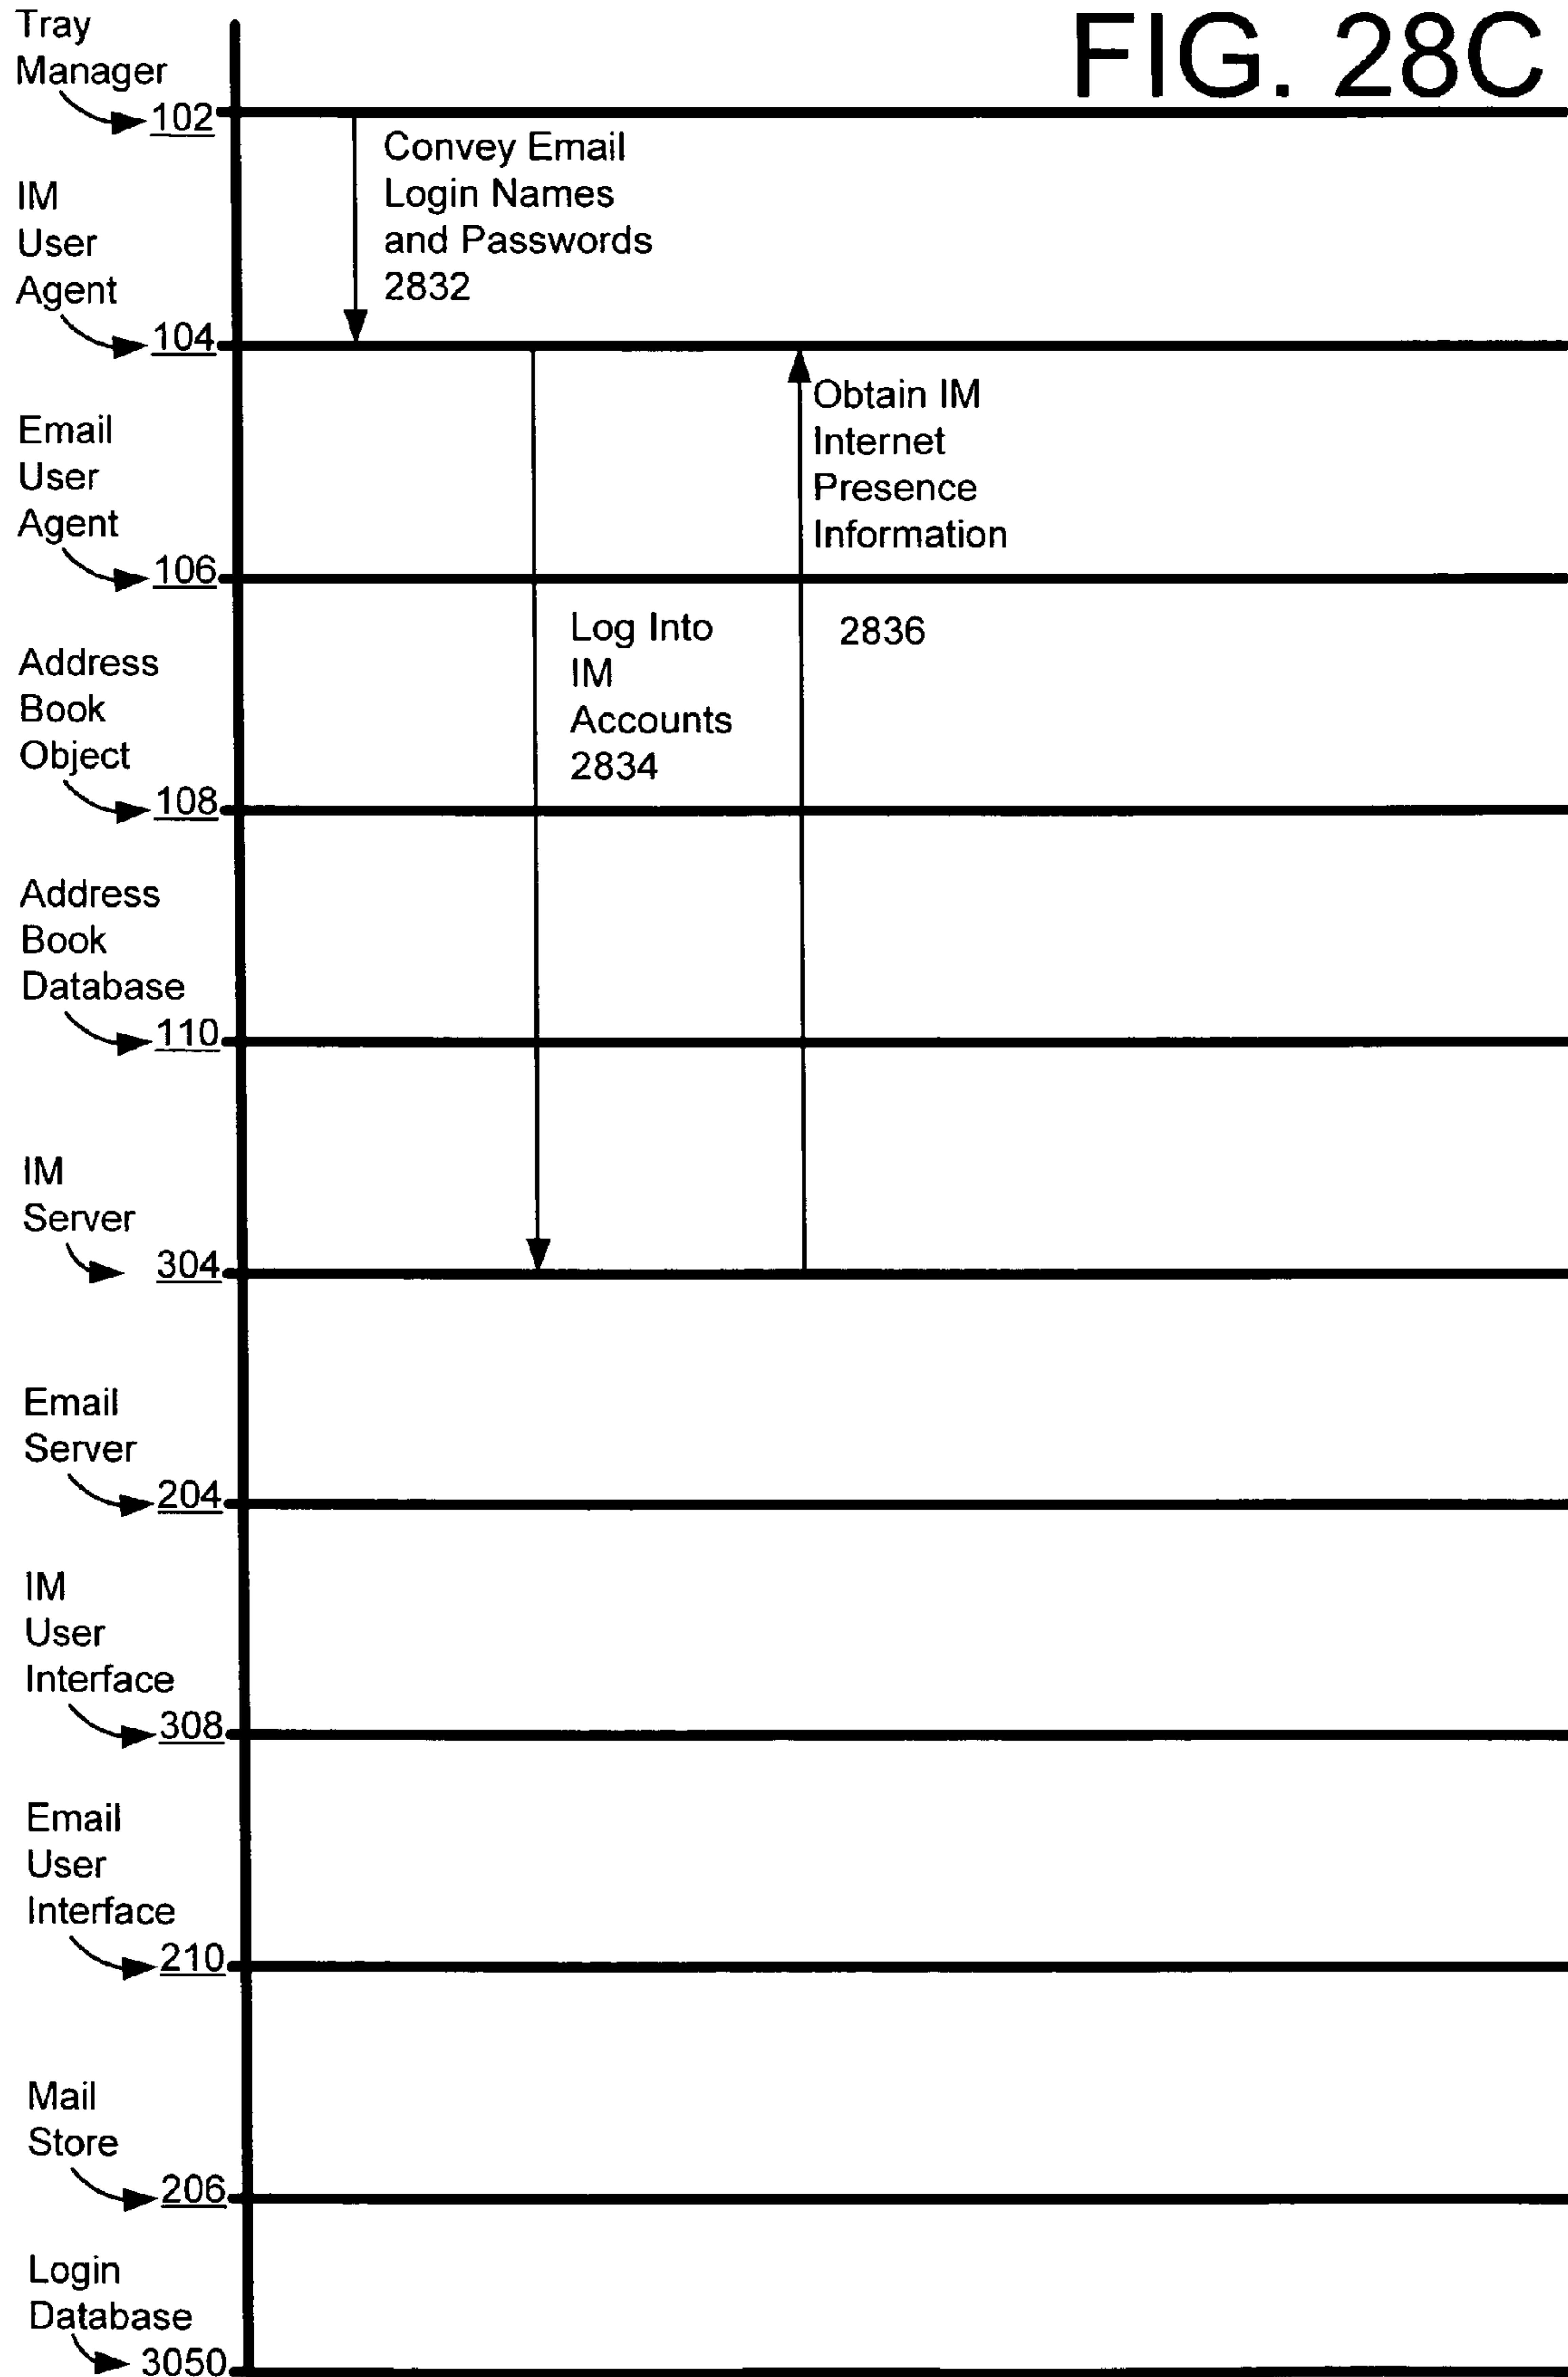 FIG. 28C
Tray
Manager
102
Convey Email
Login Names
and Passwords
2832
IM
User
Agent
104
Obtain IM
Internet
Presence
Information
2836
Email
User
Agent
106
Log Into
IM
Accounts
2834
Address
Book
Object
108
Address
Book
Database
110
IM
Server
304
Email
Server
204
IM
User
Interface
308
Email
User
Interface
210
Mail
Store
206
Login
Database
3050